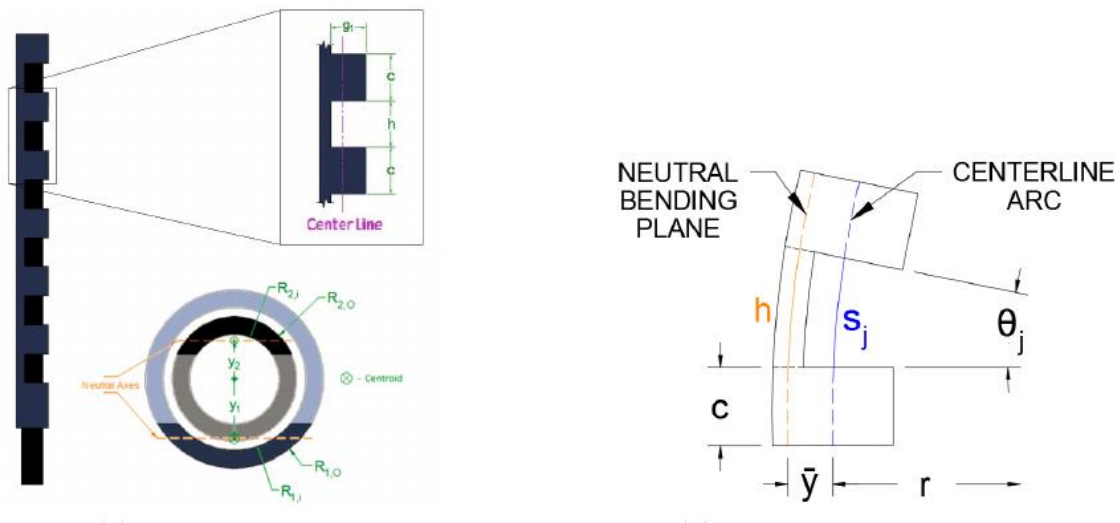 g₁
c
h
c
Center Line
R₂,ᵢ
R₂,O
y₂
Neutral Axes
⊗ - Centroid
y₁
R₁,O
R₁,ᵢ
NEUTRAL
BENDING
PLANE
CENTERLINE
ARC
h
sⱼ
θⱼ
c
ȳ
r